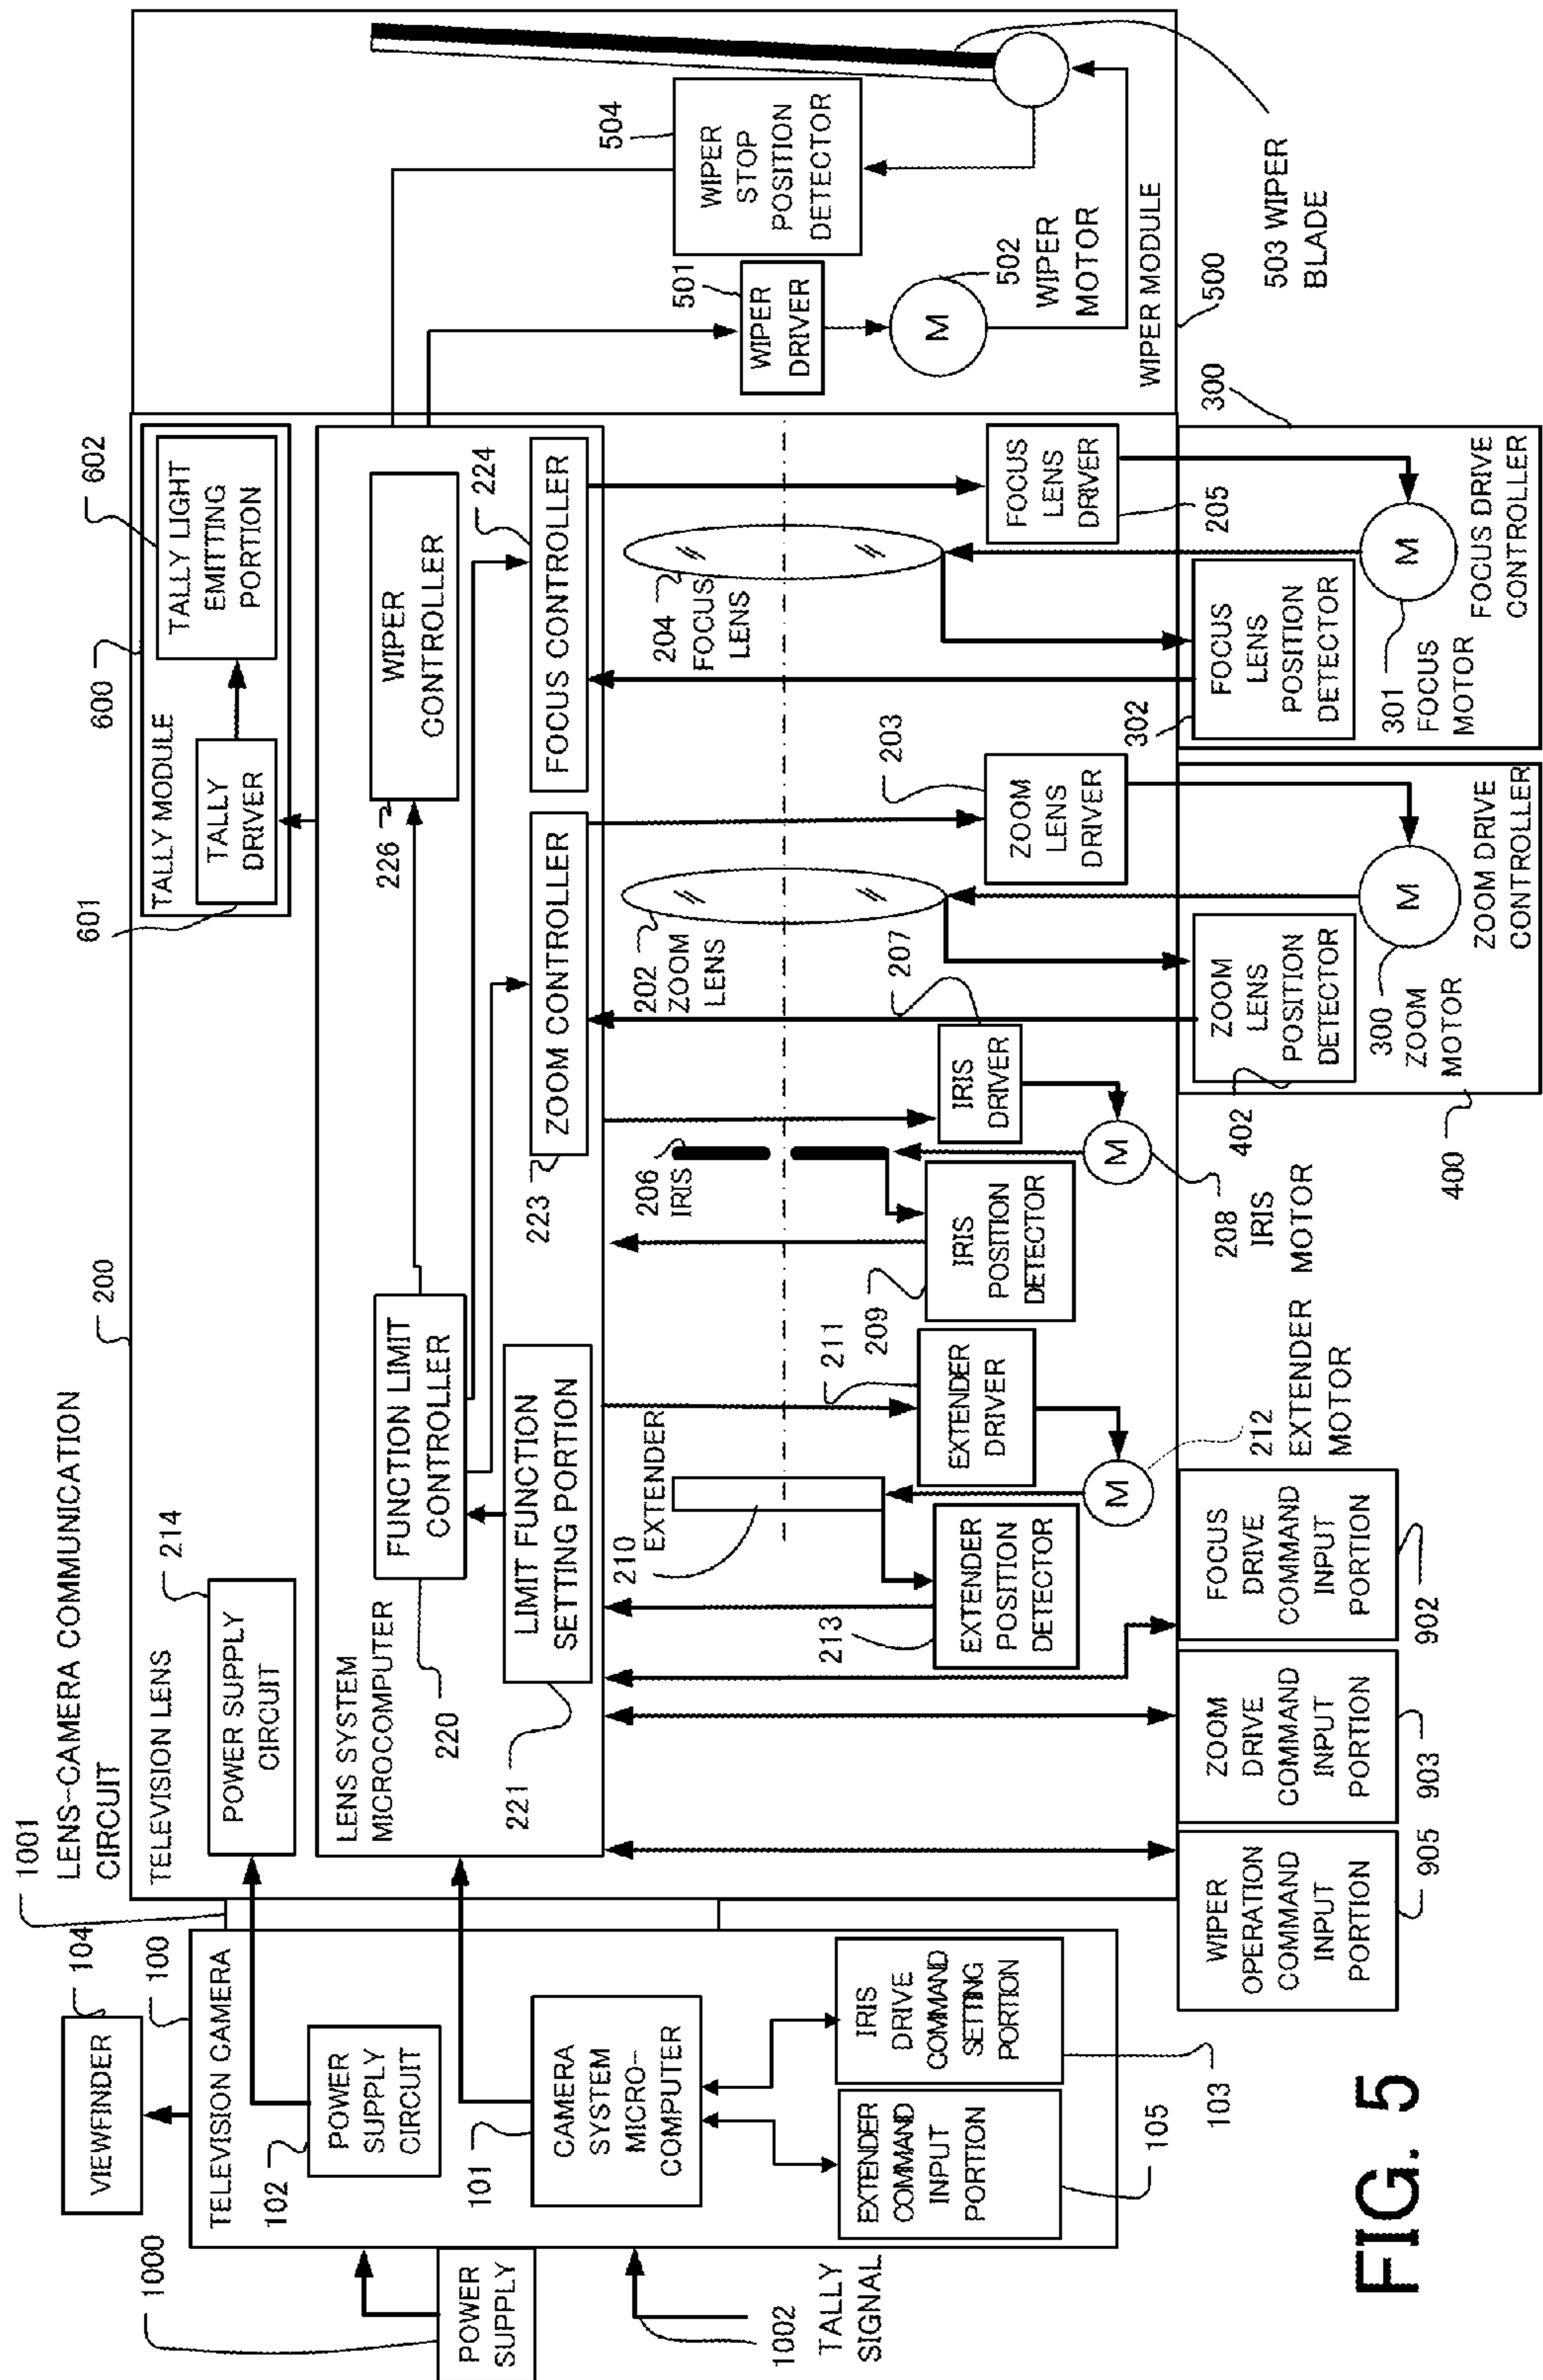 1001
LENS-CAMERA COMMUNICATION
CIRCUIT
200
104
VIEWFINDER
100
TELEVISION CAMERA
102
POWER
SUPPLY
CIRCUIT
101
CAMERA
SYSTEM
MICRO-
COMPUTER
IRIS
DRIVE
COMMAND
SETTING
PORTION
103
EXTENDER
COMMAND
INPUT
PORTION
105
1000
POWER
SUPPLY
1002
TALLY
SIGNAL
TELEVISION LENS
214
POWER SUPPLY
CIRCUIT
LENS SYSTEM
MICROCOMPUTER
220
FUNCTION LIMIT
CONTROLLER
221
LIMIT FUNCTION
SETTING PORTION
226
WIPER
CONTROLLER
223
ZOOM CONTROLLER
224
FOCUS CONTROLLER
600
TALLY MODULE
601
TALLY
DRIVER
602
TALLY LIGHT
EMITTING
PORTION
210
EXTENDER
211
EXTENDER
DRIVER
213
EXTENDER
POSITION
DETECTOR
M
212
EXTENDER
MOTOR
206
IRIS
207
IRIS
DRIVER
209
IRIS
POSITION
DETECTOR
M
208
IRIS
MOTOR
202
ZOOM
LENS
203
ZOOM
LENS
DRIVER
204
FOCUS
LENS
FOCUS
LENS
DRIVER
205
400
402
ZOOM
LENS
POSITION
DETECTOR
M
300
ZOOM
MOTOR
ZOOM DRIVE
CONTROLLER
300
302
FOCUS
LENS
POSITION
DETECTOR
M
301
FOCUS
MOTOR
FOCUS DRIVE
CONTROLLER
501
WIPER
DRIVER
504
WIPER
STOP
POSITION
DETECTOR
M
502
WIPER
MOTOR
WIPER MODULE
500
503 WIPER
BLADE
WIPER
OPERATION
COMMAND
INPUT
PORTION
905
ZOOM
DRIVE
COMMAND
INPUT
PORTION
903
FOCUS
DRIVE
COMMAND
INPUT
PORTION
902
FIG. 5